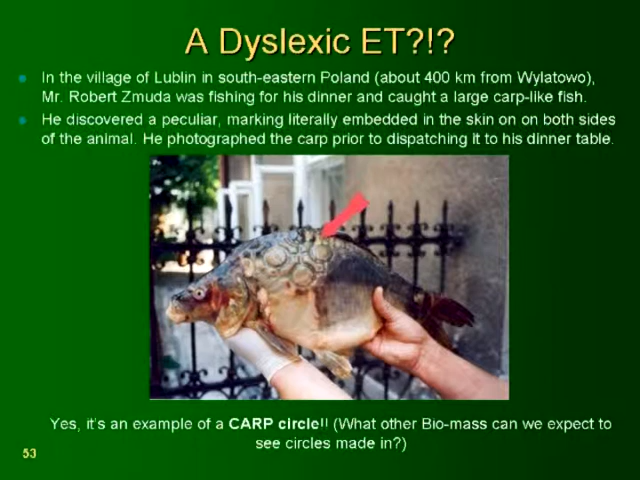 A Dyslexic ET?!?
In the village of Lublin in south-eastern Poland (about 400 km from Wylatowo),
Mr. Robert Zmuda was fishing for his dinner and caught a large carp-like fish.
He discovered a peculiar, marking literally embedded in the skin on on both sides
of the animal. He photographed the carp prior to dispatching it to his dinner table.
Yes, it's an example of a CARP circle!! (What other Bio-mass can we expect to
see circles made in?)
53